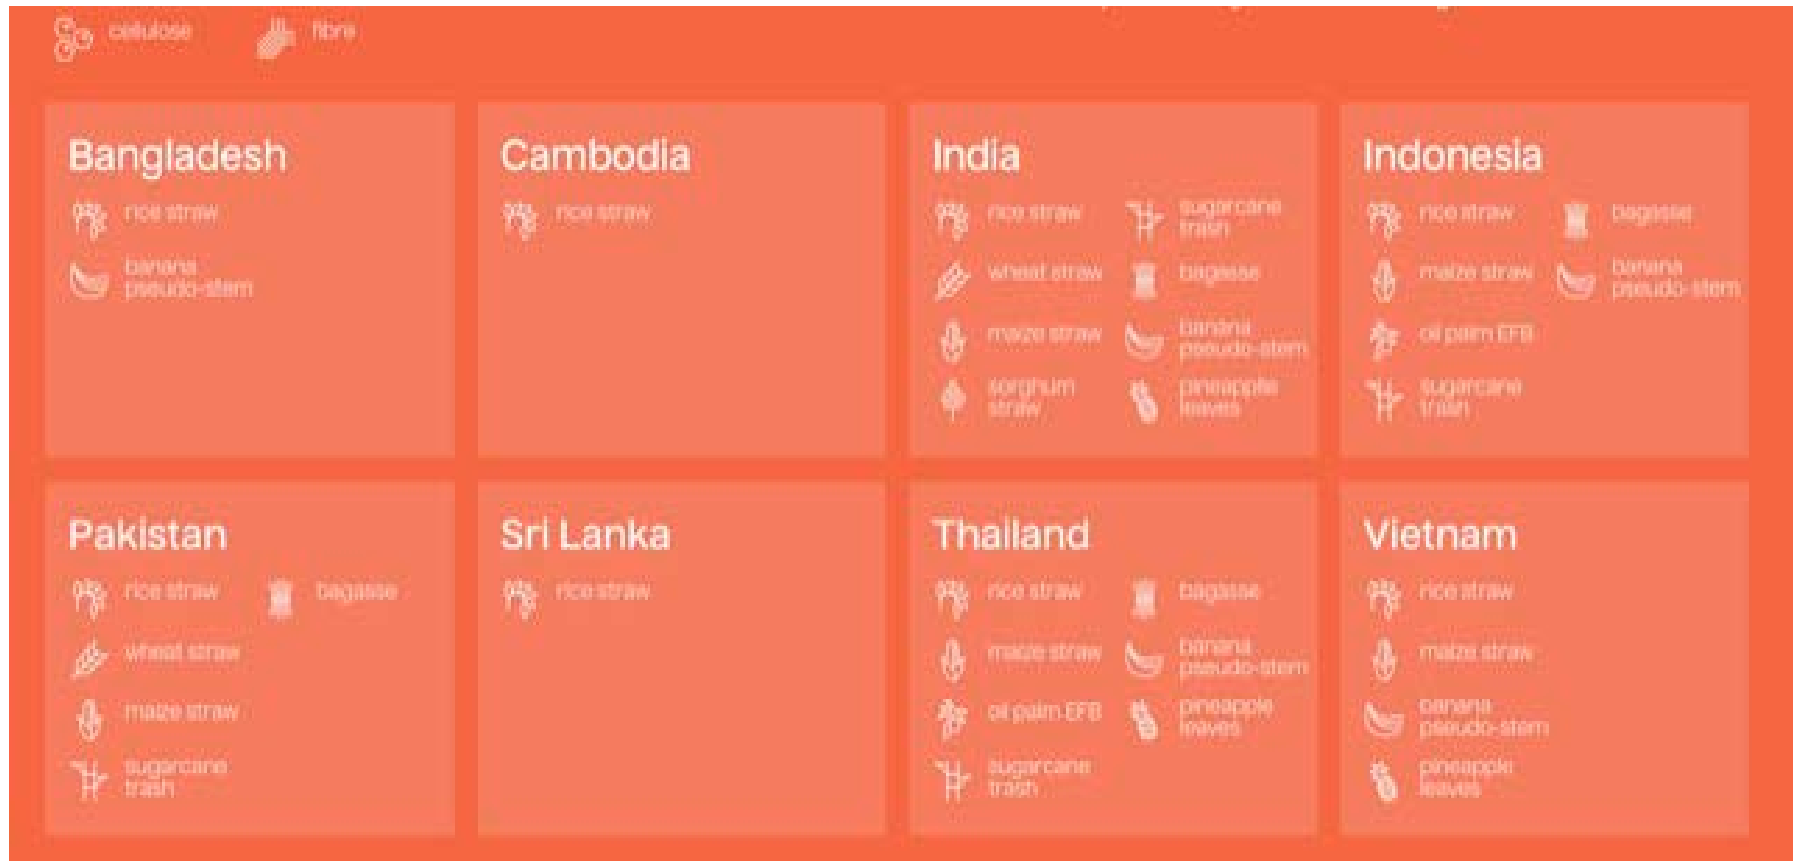 cellulose
fibre
Bangladesh
rice straw
banana
pseudo-stem
Cambodia
rice straw
India
rice straw
wheat straw
maize straw
sorghum
straw
sugarcane
trash
bagasse
banana
pseudo-stem
pineapple
leaves
Indonesia
rice straw
maize straw
oil palm EFB
sugarcane
trash
bagasse
banana
pseudo-stem
Pakistan
rice straw
wheat straw
maize straw
sugarcane
trash
bagasse
Sri Lanka
rice straw
Thailand
rice straw
maize straw
oil palm EFB
sugarcane
trash
bagasse
banana
pseudo-stem
pineapple
leaves
Vietnam
rice straw
maize straw
banana
pseudo-stem
pineapple
leaves